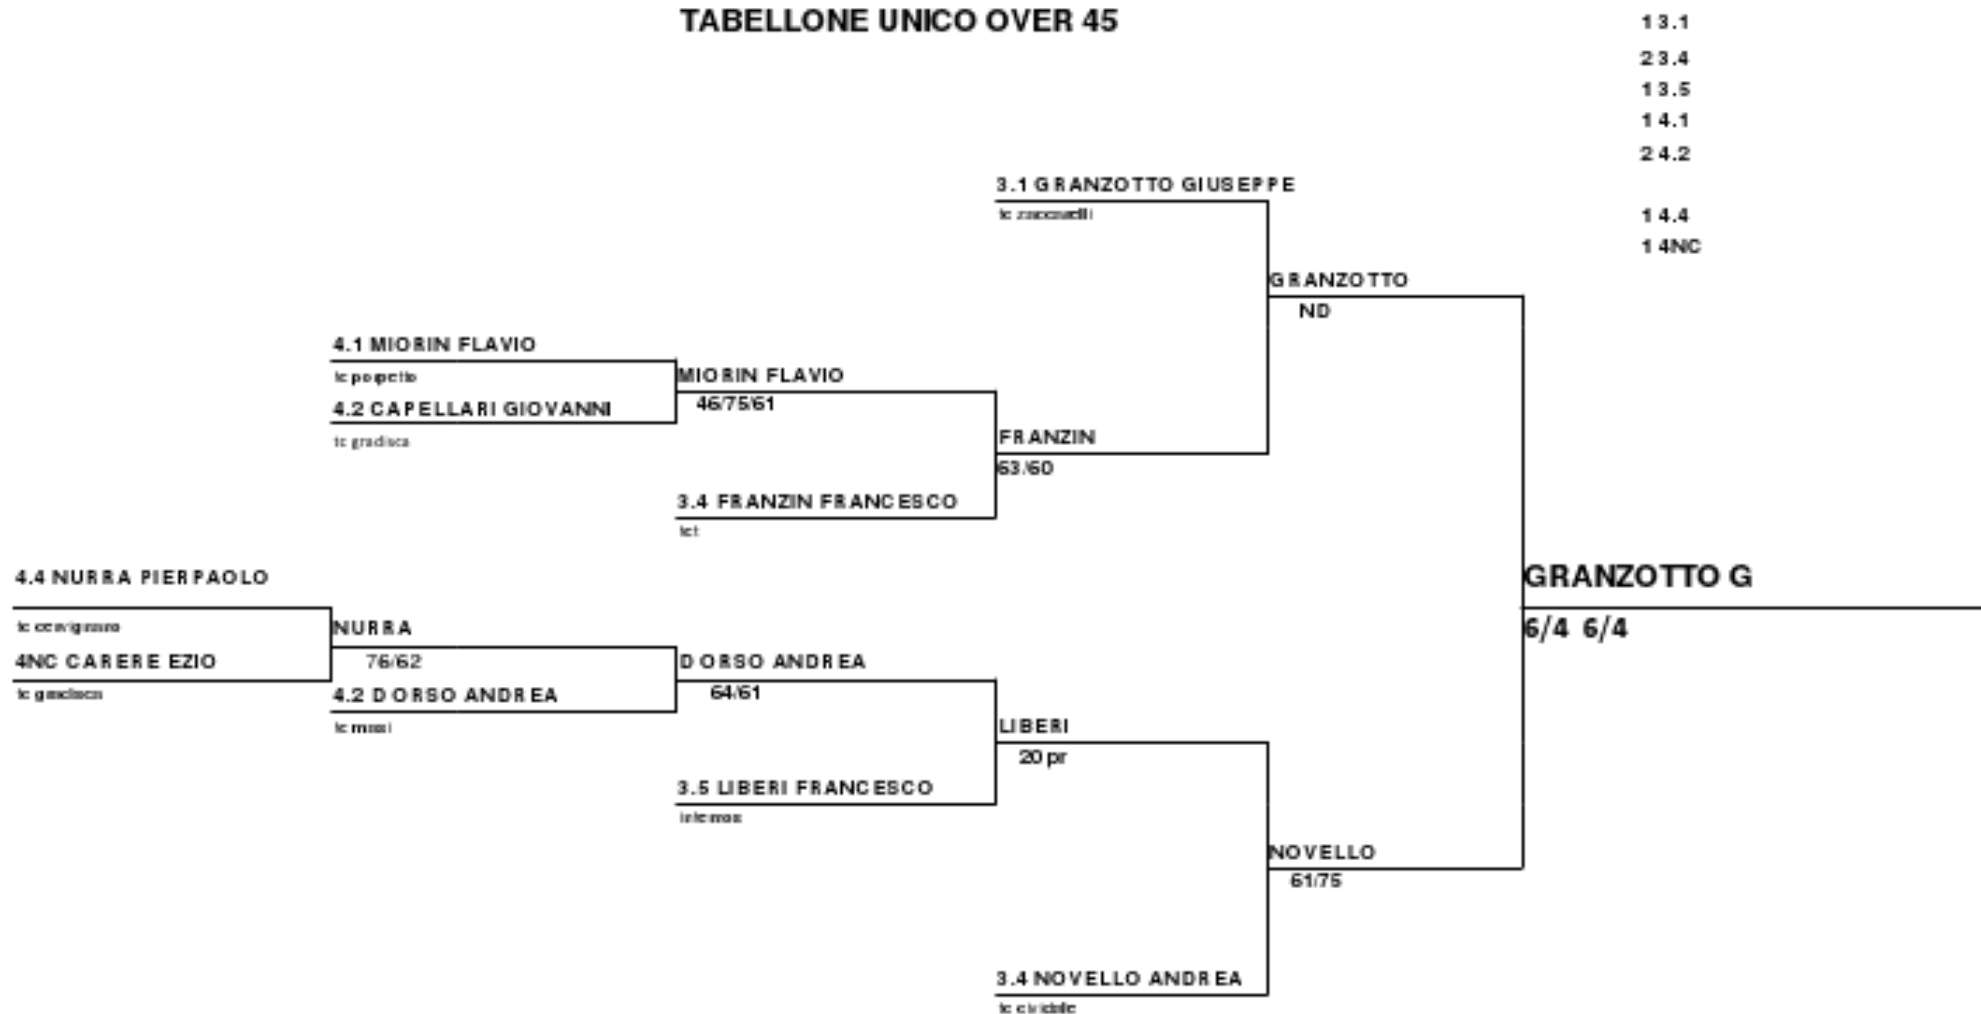 TABELLONE UNICO OVER 45
1 3.1
2 3.4
1 3.5
1 4.1
2 4.2
1 4.4
1 4NC
3.1 GRANZOTTO GIUSEPPE
GRANZOTTO
ND
4.1 MIORIN FLAVIO
MIORIN FLAVIO
46/75/61
4.2 CAPELLARI GIOVANNI
tc gradisca
FRANZIN
63/60
3.4 FRANZIN FRANCESCO
tct
4.4 NURRA PIERPAOLO
tc cervignano
NURRA
76/62
4NC CARERE EZIO
tc gradisca
4.2 DORSO ANDREA
DORSO ANDREA
64/61
LIBERI
20 pr
3.5 LIBERI FRANCESCO
NOVELLO
61/75
3.4 NOVELLO ANDREA
tc cividale
GRANZOTTO G
6/4 6/4